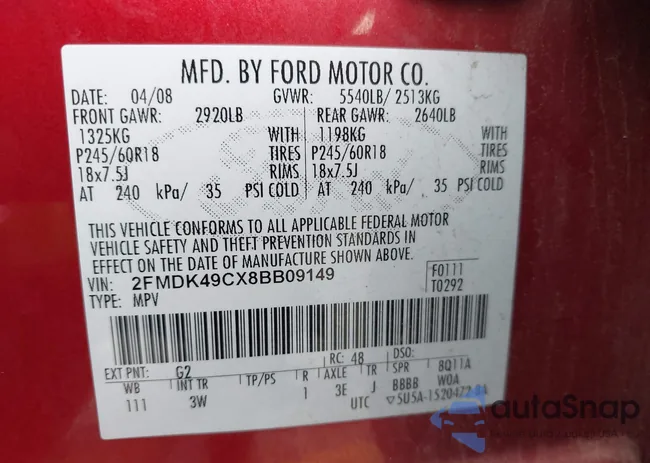 MFD. BY FORD MOTOR CO.
DATE: 04/08 GVWR: 5540LB/ 2513KG
FRONT GAWR: 2920LB REAR GAWR: 2640LB
1325KG WITH 1198KG WITH
P245/60R18 TIRES P245/60R18 TIRES
18x7.5J RIMS 18x7.5J RIMS
AT 240 kPa/ 35 PSI COLD AT 240 kPa/ 35 PSI COLD
THIS VEHICLE CONFORMS TO ALL APPLICABLE FEDERAL MOTOR
VEHICLE SAFETY AND THEFT PREVENTION STANDARDS IN
EFFECT ON THE DATE OF MANUFACTURE SHOWN ABOVE.
VIN: 2FMDK49CX8BB09149 F0111
TYPE: MPV T0292
EXT PNT: G2 RC: 48 DSO:
WB INT TR TP/PS R AXLE TR SPR 8Q11A
111 3W 1 3E J BBBB W0A
UTC ▽5U5A-1520472-BA
autoSnap